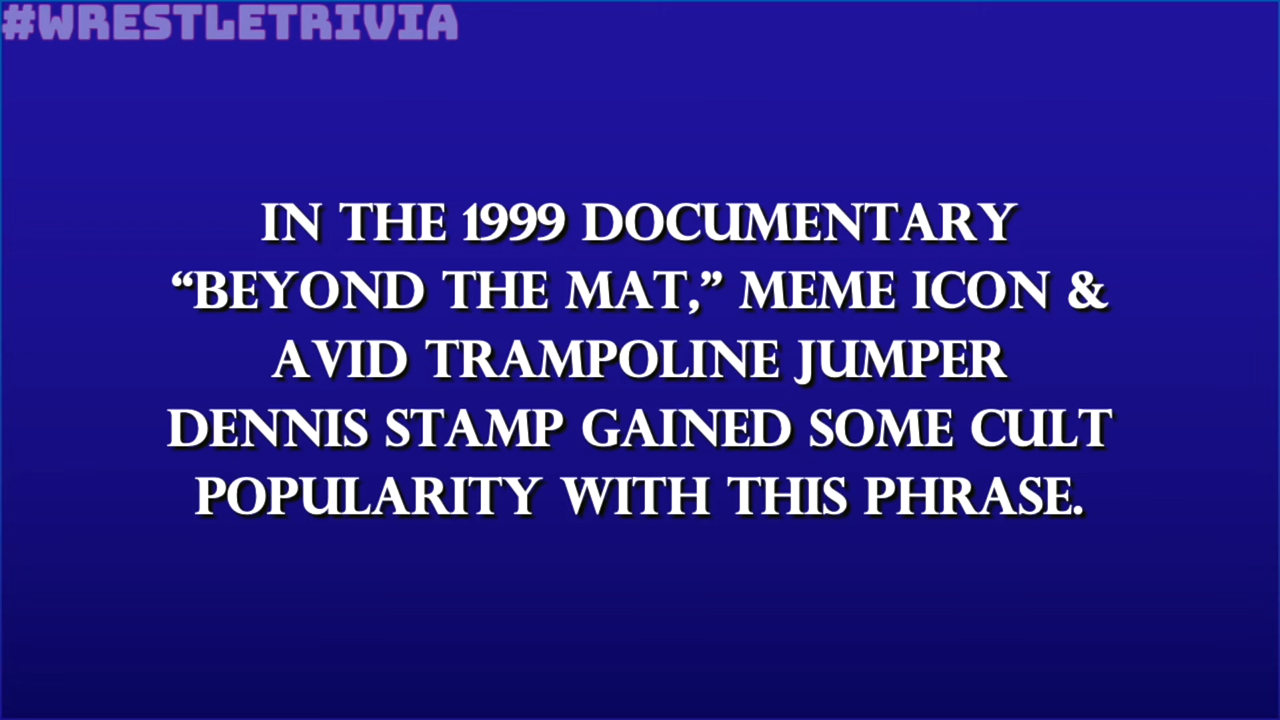 #WRESTLETRIVIA
IN THE 1999 DOCUMENTARY
“BEYOND THE MAT,” MEME ICON &
AVID TRAMPOLINE JUMPER
DENNIS STAMP GAINED SOME CULT
POPULARITY WITH THIS PHRASE.